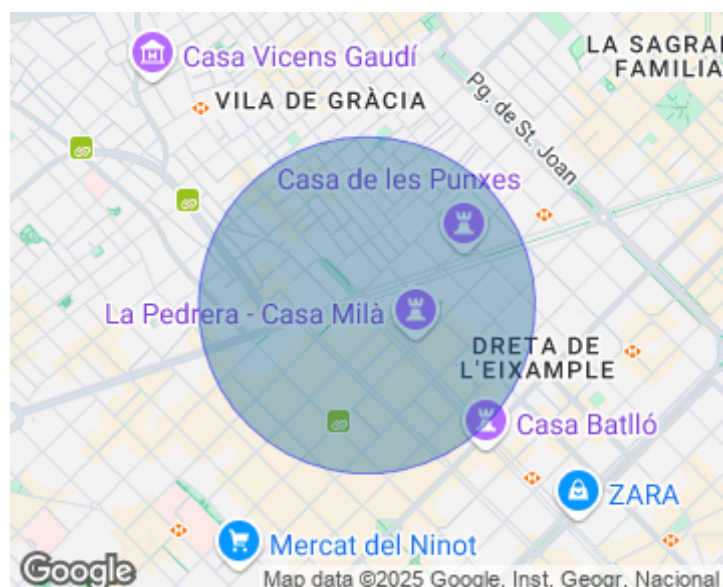 Casa Vicens Gaudí
LA SAGRA
FAMILIA
VILA DE GRÀCIA
Pg. de St. Joan
Casa de les Punxes
La Pedrera - Casa Milà
DRETA DE
L'EIXAMPLE
Casa Batlló
ZARA
Mercat del Ninot
Google
Map data ©2025 Google, Inst. Geogr. Nacional